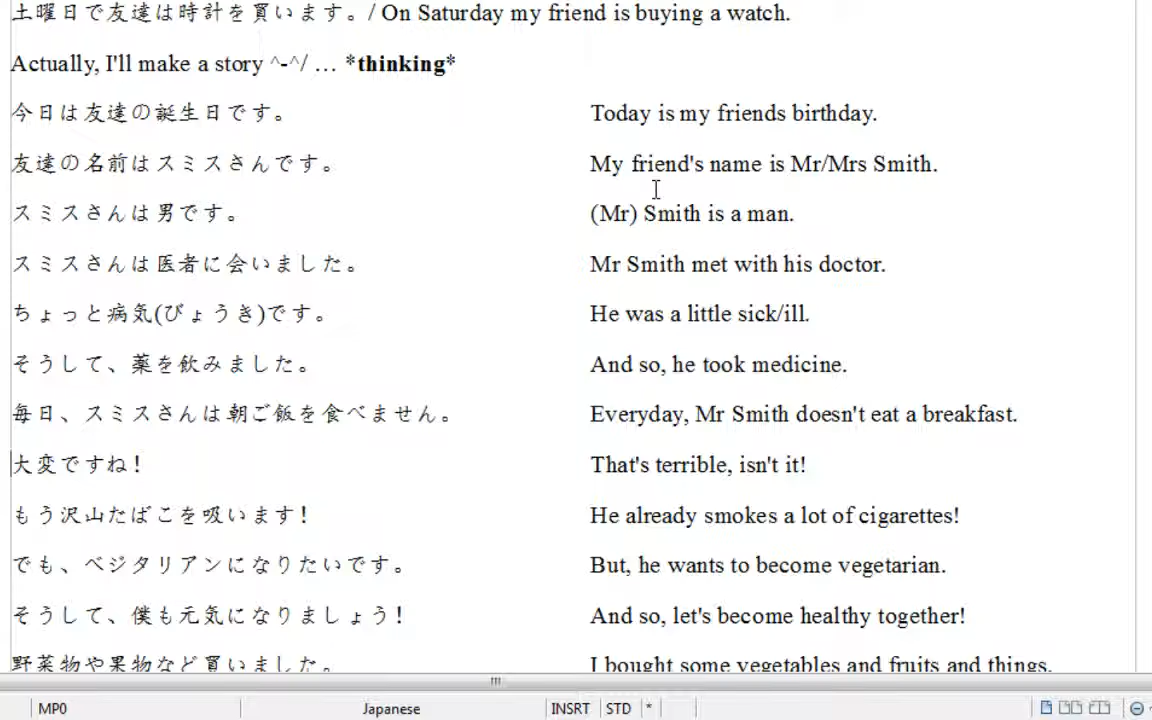 土曜日で友達は時計を買います。/ On Saturday my friend is buying a watch.
Actually, I'll make a story ^-^/ … *thinking*
今日は友達の誕生日です。 Today is my friends birthday.
友達の名前はスミスさんです。 My friend's name is Mr/Mrs Smith.
スミスさんは男です。 (Mr) Smith is a man.
スミスさんは医者に会いました。 Mr Smith met with his doctor.
ちょっと病気(びょうき)です。 He was a little sick/ill.
そうして、薬を飲みました。 And so, he took medicine.
毎日、スミスさんは朝ご飯を食べません。 Everyday, Mr Smith doesn't eat a breakfast.
大変ですね! That's terrible, isn't it!
もう沢山たばこを吸います! He already smokes a lot of cigarettes!
でも、ベジタリアンになりたいです。 But, he wants to become vegetarian.
そうして、僕も元気になりましょう! And so, let's become healthy together!
野菜物や果物など買いました。 I bought some vegetables and fruits and things.
MP0 Japanese INSRT STD *